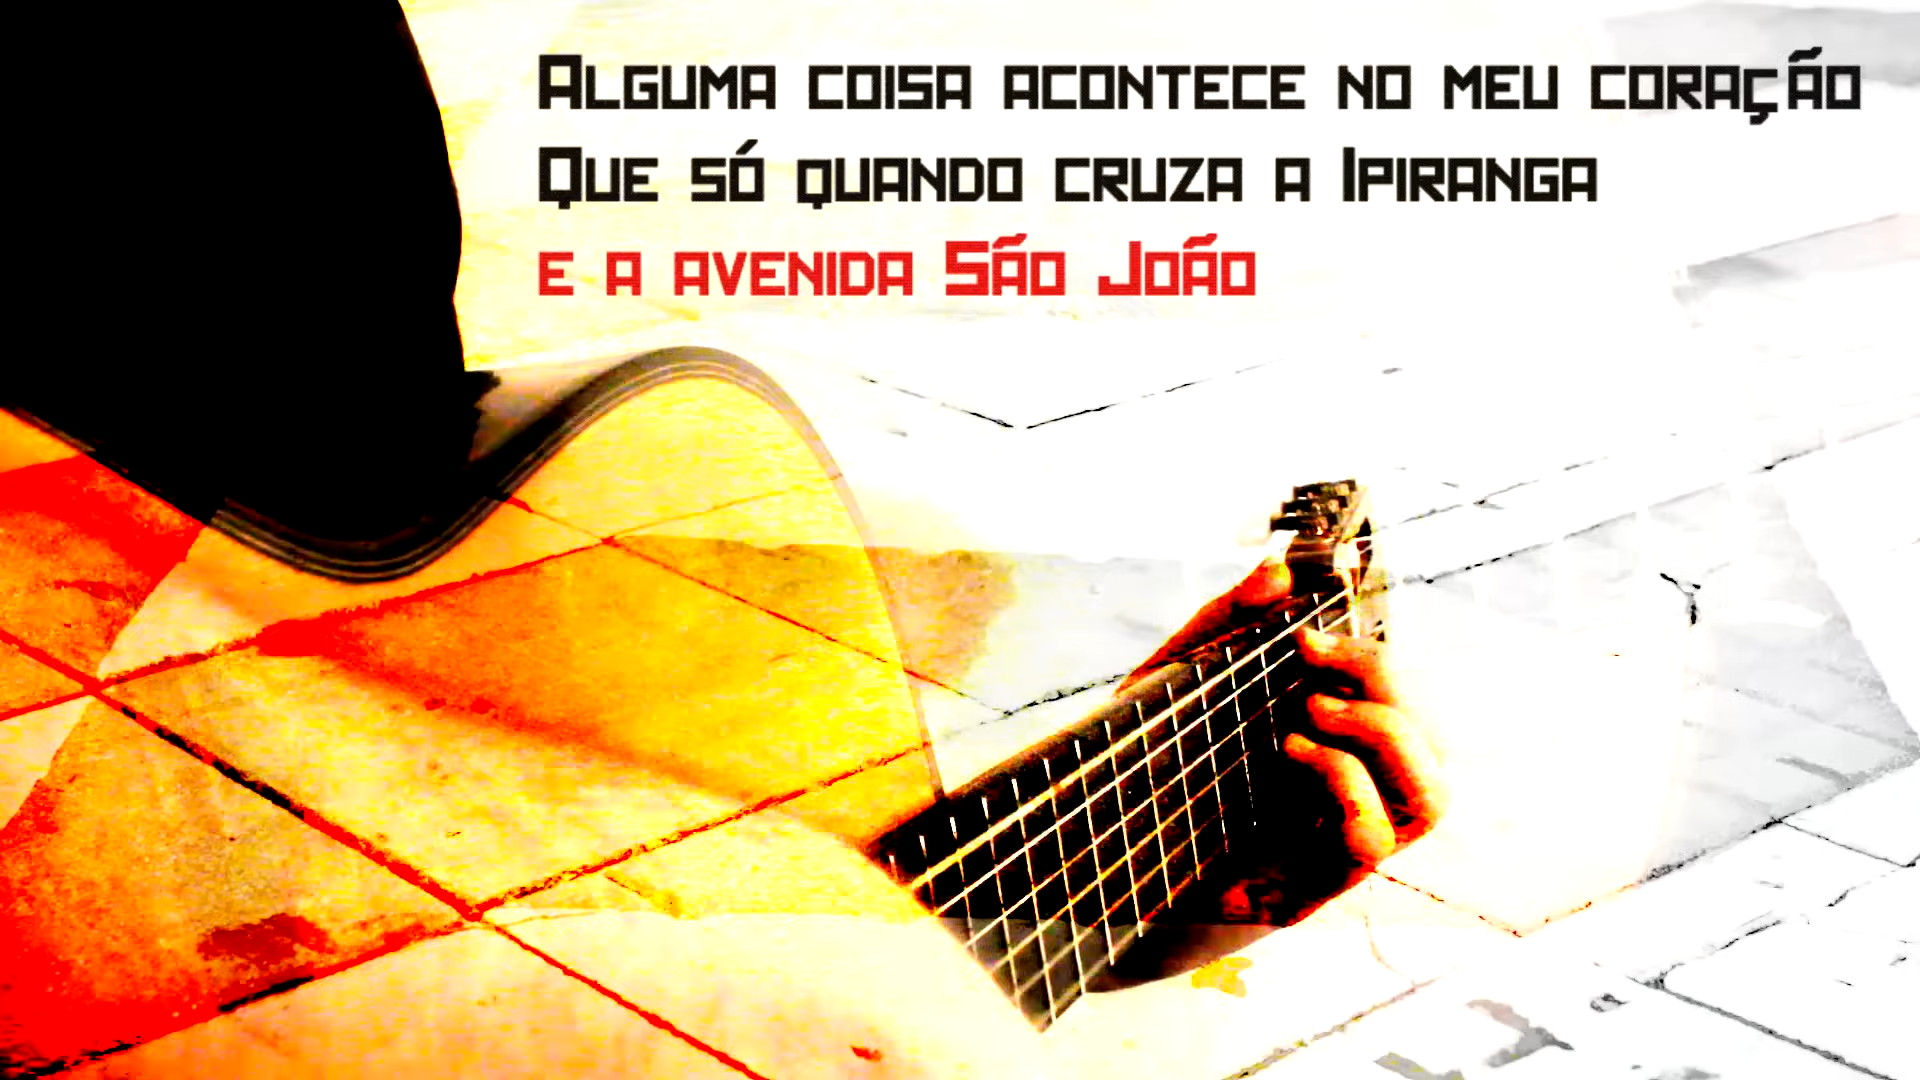 Alguma coisa acontece no meu coração
Que só quando cruza a Ipiranga
e a avenida São João